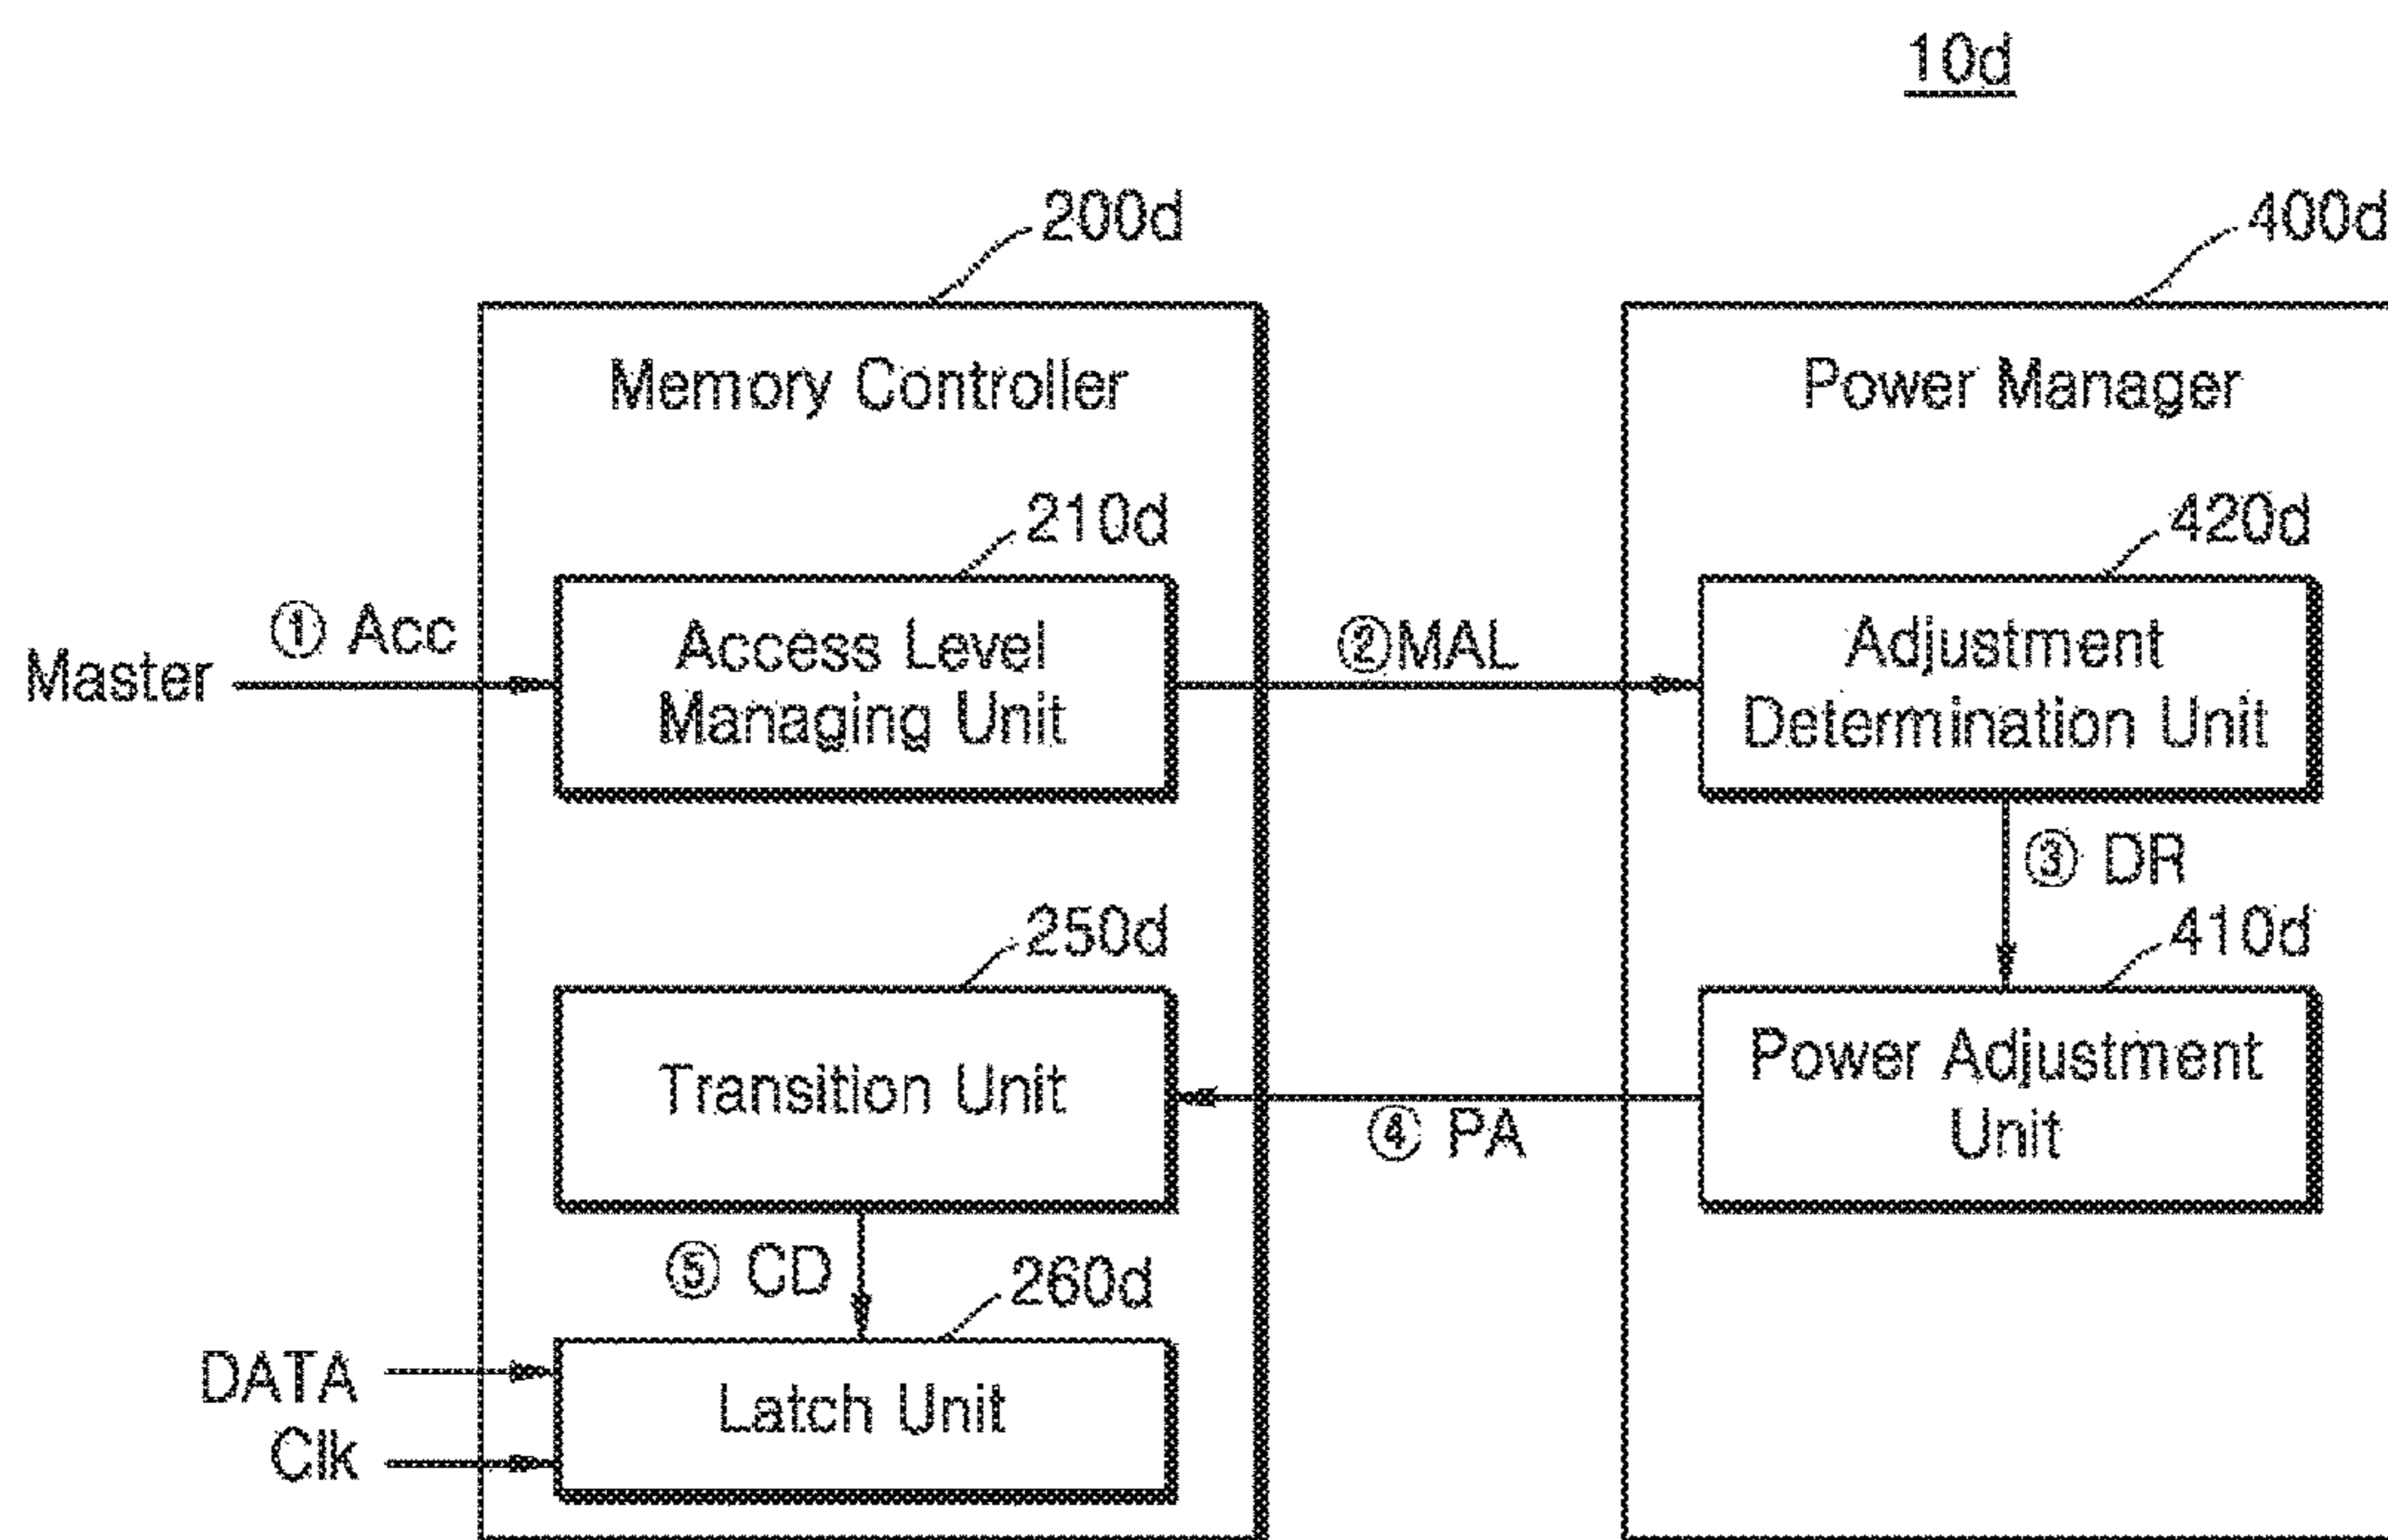 10d
200d
400d
Memory Controller
Power Manager
210d
420d
① Acc
Master
Access Level
Managing Unit
②MAL
Adjustment
Determination Unit
③ DR
250d
410d
Transition Unit
Power Adjustment
Unit
④ PA
⑤ CD
260d
DATA
Clk
Latch Unit